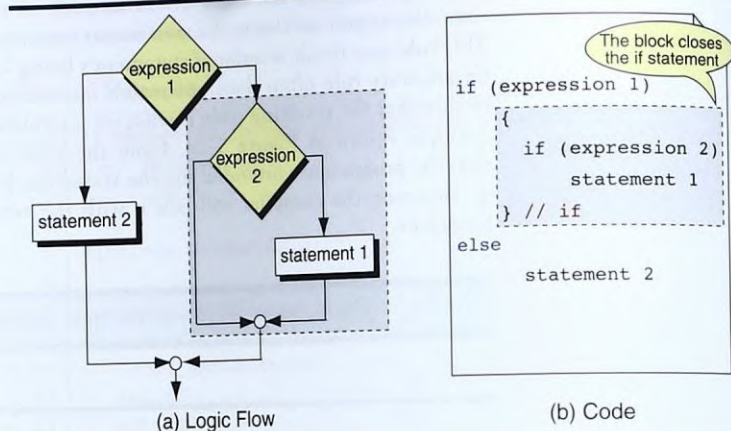 expression
1
expression
2
statement 2
statement 1
(a) Logic Flow
The block closes
the if statement
if (expression 1)
{
if (expression 2)
statement 1
} // if
else
statement 2
(b) Code